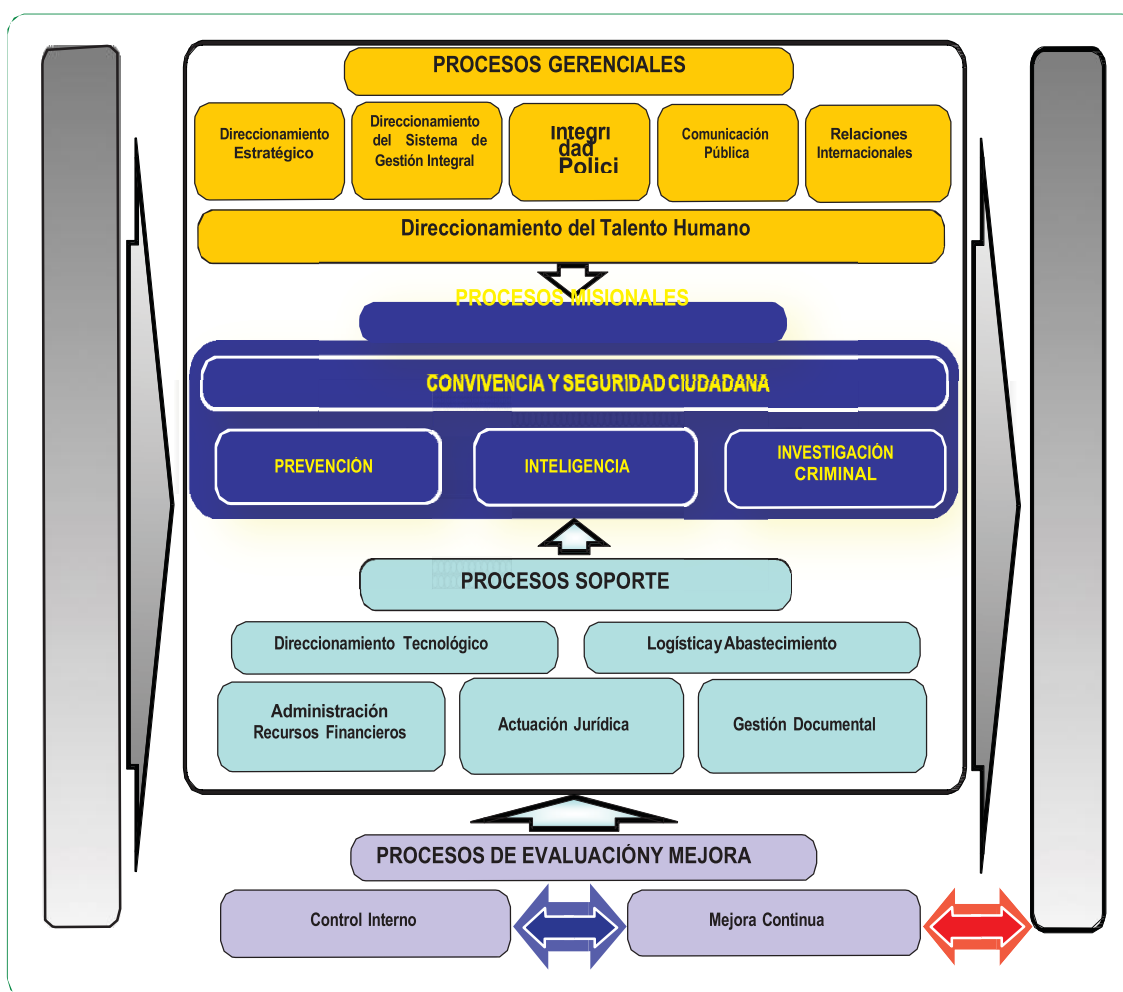 PROCESOS GERENCIALES
Direccionamiento
Estratégico
Direccionamiento
del Sistema de
Gestión Integral
Integri
dad
Polici
Comunicación
Pública
Relaciones
Internacionales
Direccionamiento del Talento Humano
PROCESOS MISIONALES
CONVIVENCIA Y SEGURIDAD CIUDADANA
PREVENCIÓN
INTELIGENCIA
INVESTIGACIÓN
CRIMINAL
PROCESOS SOPORTE
Direccionamiento Tecnológico
Logística y Abastecimiento
Administración
Recursos Financieros
Actuación Jurídica
Gestión Documental
PROCESOS DE EVALUACIÓN Y MEJORA
Control Interno
Mejora Continua